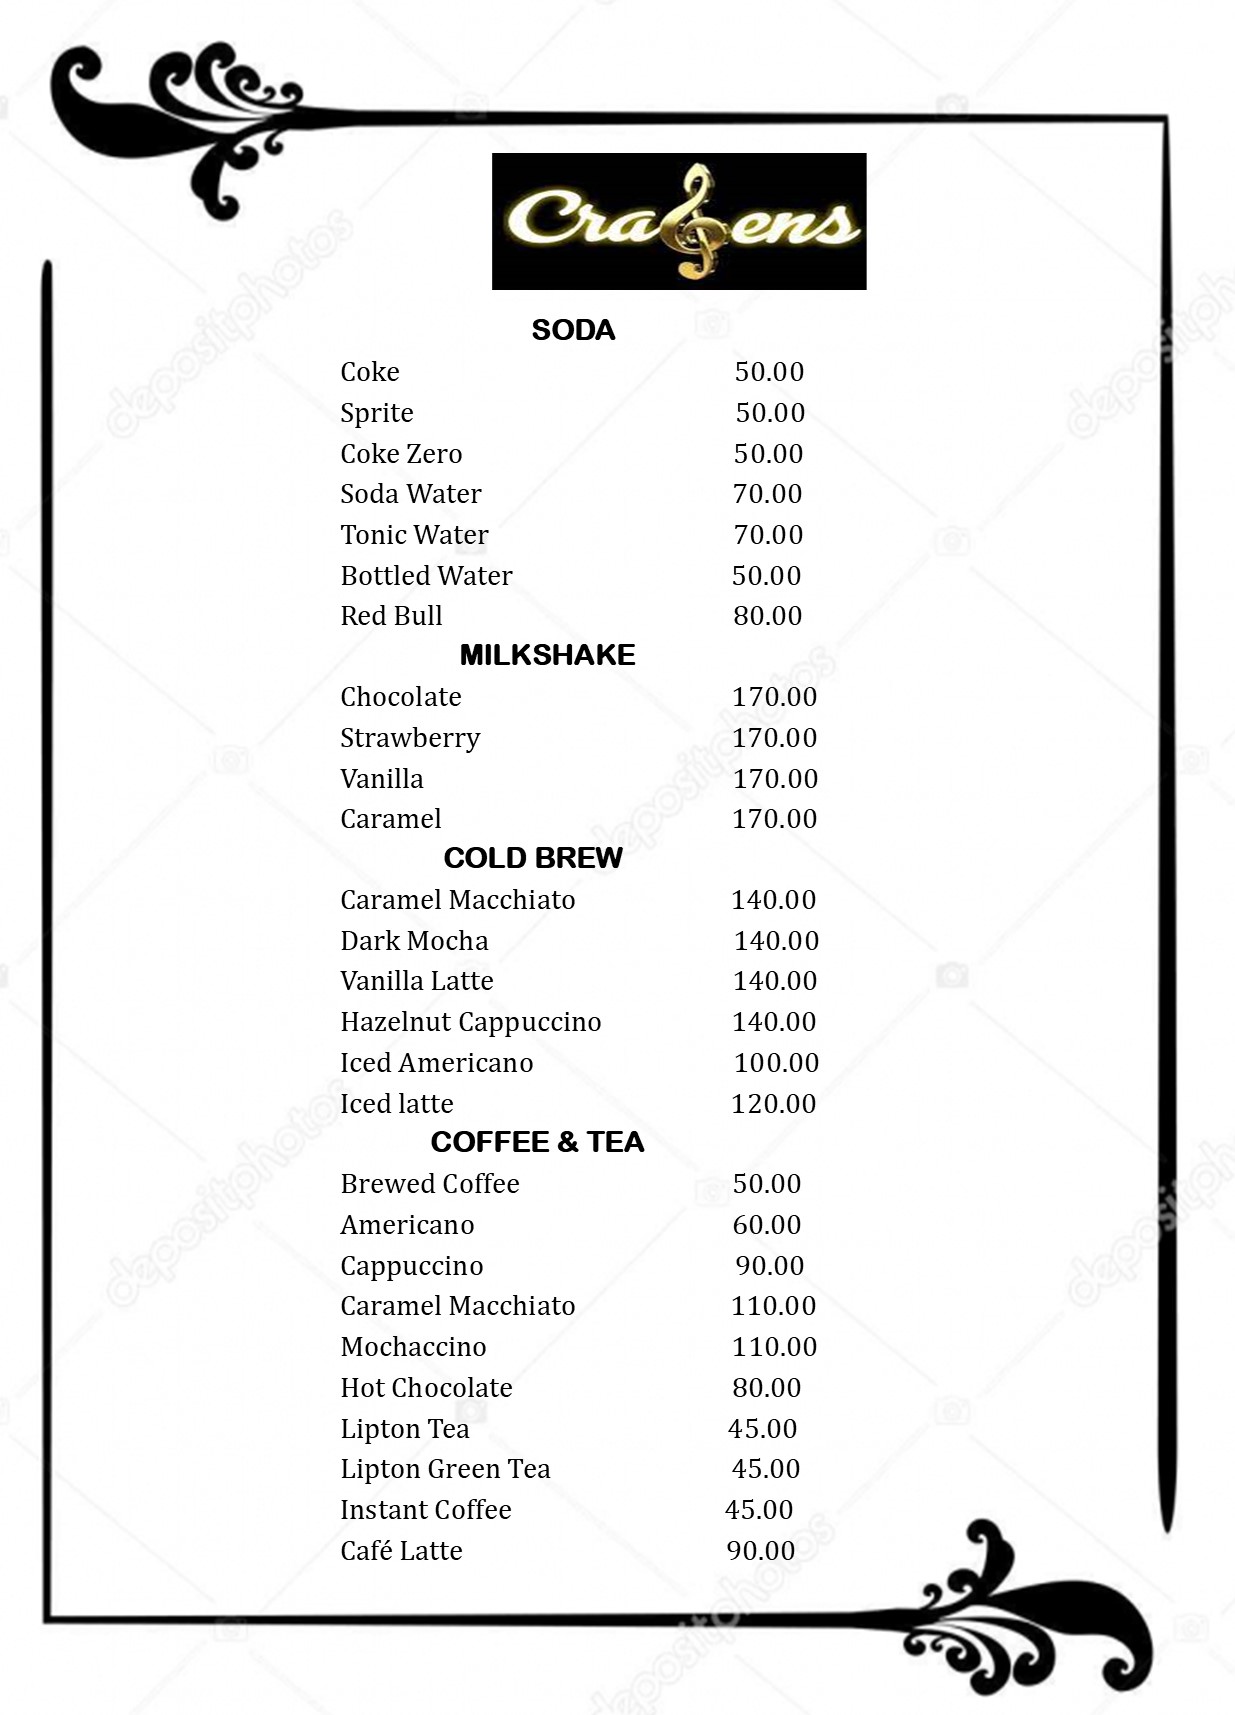 Cra&ens
SODA
Coke 50.00
Sprite 50.00
Coke Zero 50.00
Soda Water 70.00
Tonic Water 70.00
Bottled Water 50.00
Red Bull 80.00
MILKSHAKE
Chocolate 170.00
Strawberry 170.00
Vanilla 170.00
Caramel 170.00
COLD BREW
Caramel Macchiato 140.00
Dark Mocha 140.00
Vanilla Latte 140.00
Hazelnut Cappuccino 140.00
Iced Americano 100.00
Iced latte 120.00
COFFEE & TEA
Brewed Coffee 50.00
Americano 60.00
Cappuccino 90.00
Caramel Macchiato 110.00
Mochaccino 110.00
Hot Chocolate 80.00
Lipton Tea 45.00
Lipton Green Tea 45.00
Instant Coffee 45.00
Café Latte 90.00
depositphotos
depositphotos
depositphotos
depositphotos
depositphotos
depositphotos